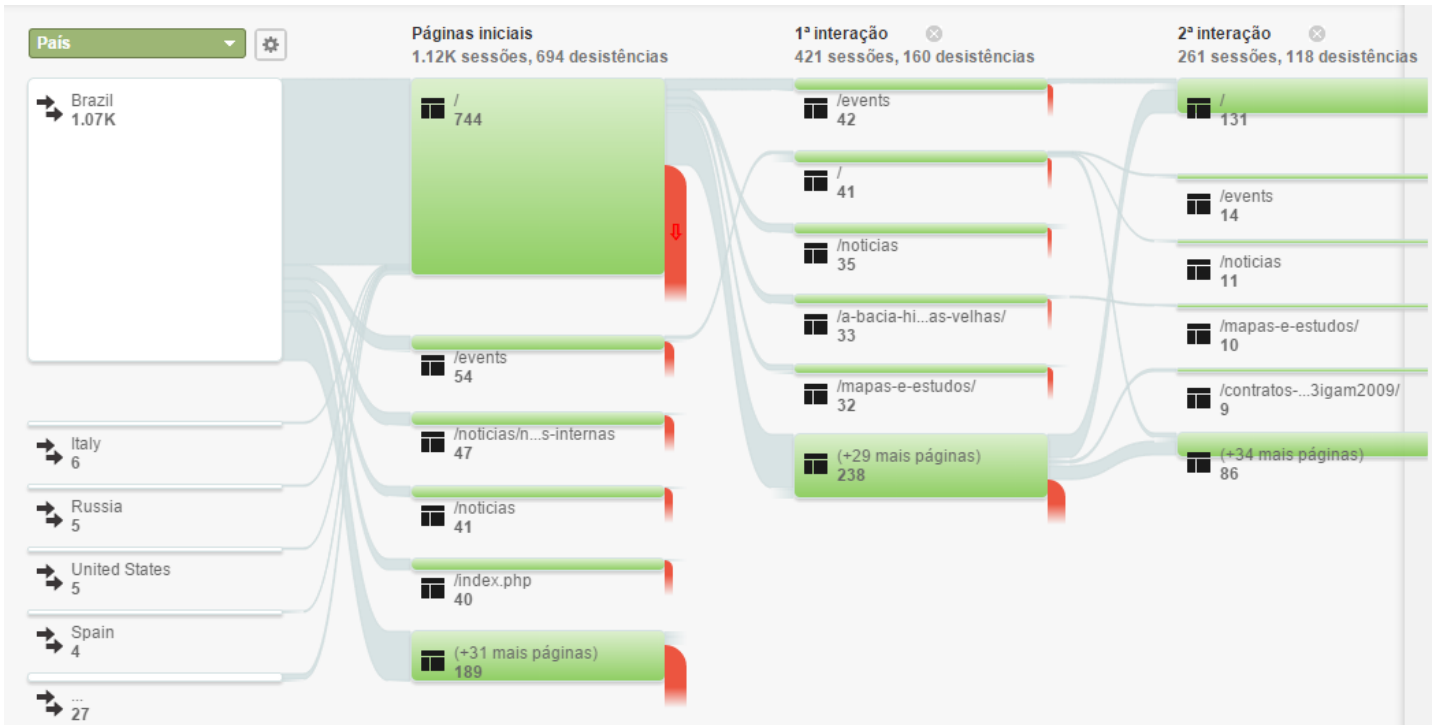 País
Páginas iniciais
1.12K sessões, 694 desistências
1ª interação
421 sessões, 160 desistências
2ª interação
261 sessões, 118 desistências
Brazil
1.07K
Italy
6
Russia
5
United States
5
Spain
4
...
27
/
744
/events
54
/noticias/n...s-internas
47
/noticias
41
/index.php
40
(+31 mais páginas)
189
/events
42
/
41
/noticias
35
/a-bacia-hi...as-velhas/
33
/mapas-e-estudos/
32
(+29 mais páginas)
238
/
131
/events
14
/noticias
11
/mapas-e-estudos/
10
/contratos-...3igam2009/
9
(+34 mais páginas)
86